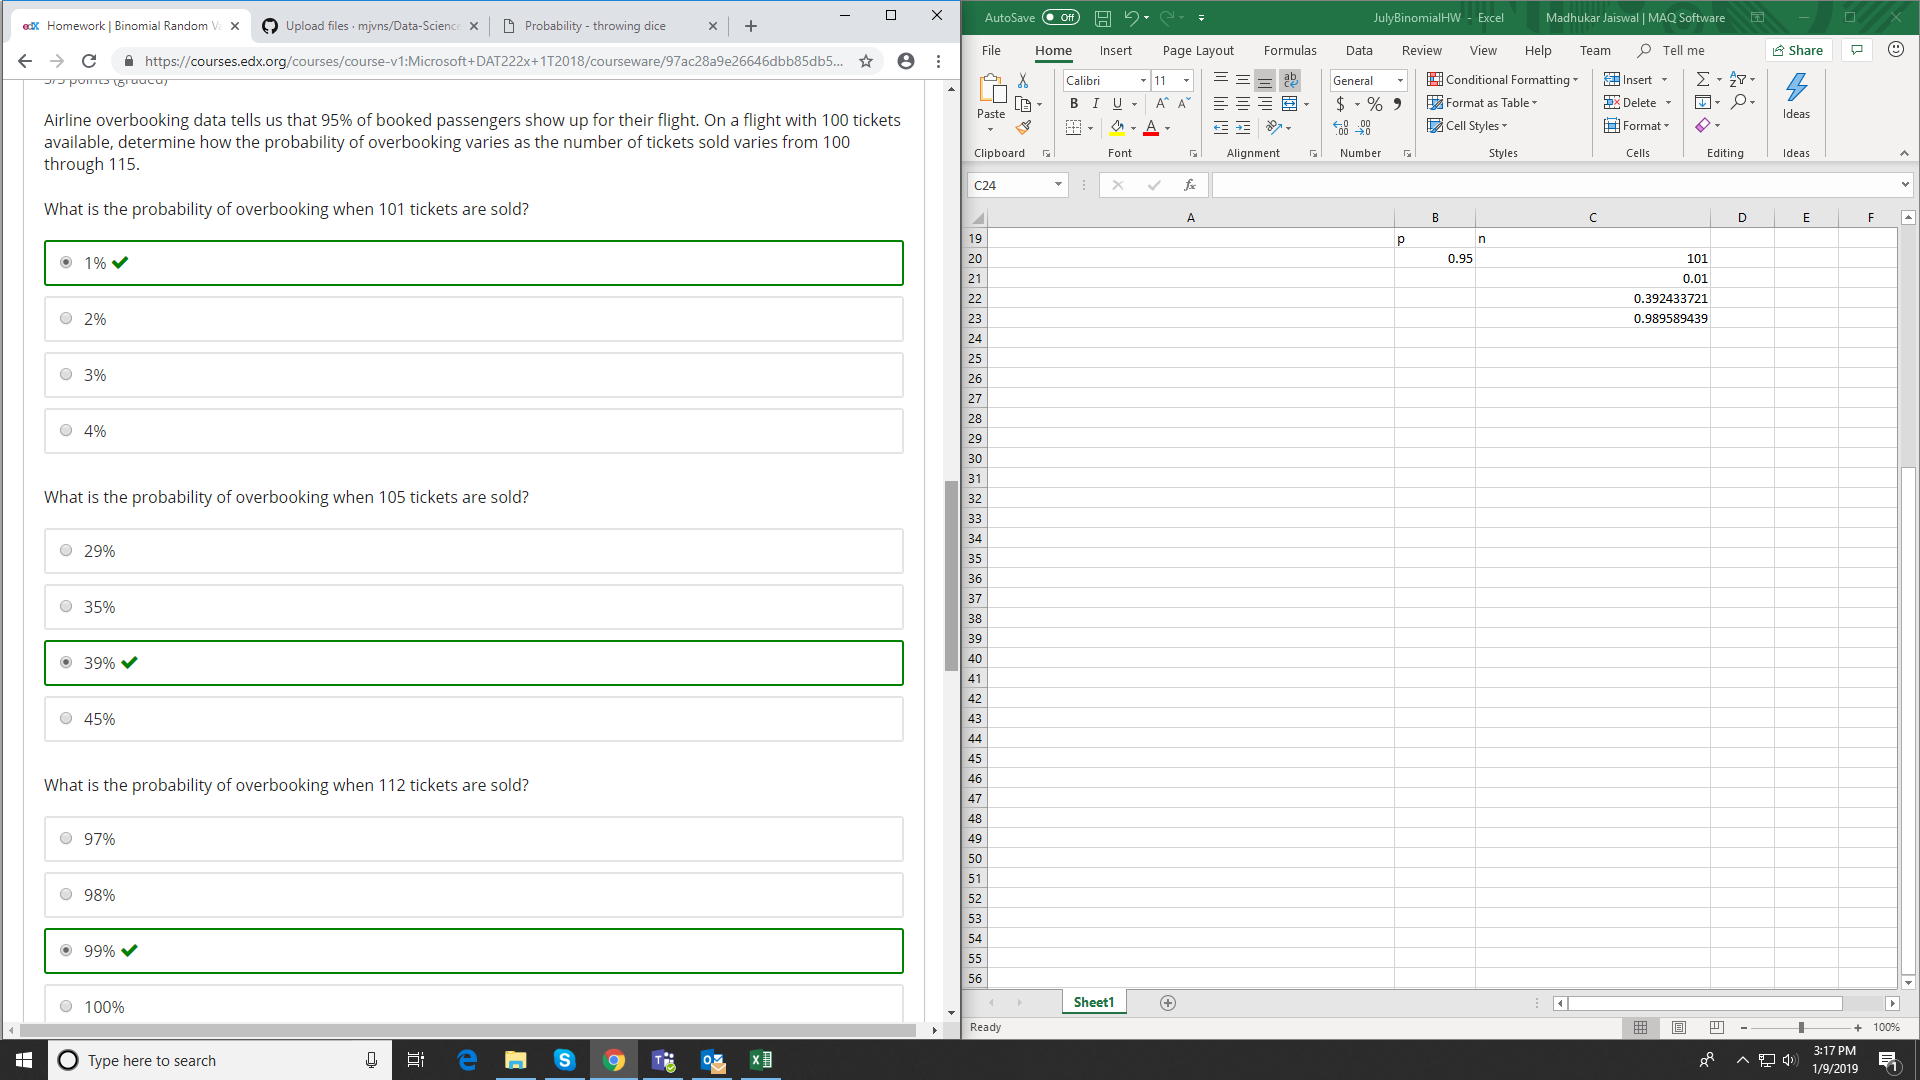 Homework | Binomial Random Va
Upload files · mjvns/Data-Science
Probability - throwing dice
https://courses.edx.org/courses/course-v1:Microsoft+DAT222x+1T2018/courseware/97ac28a9e26646dbb85db5...
Airline overbooking data tells us that 95% of booked passengers show up for their flight. On a flight with 100 tickets
available, determine how the probability of overbooking varies as the number of tickets sold varies from 100
through 115.
What is the probability of overbooking when 101 tickets are sold?
1%
2%
3%
4%
What is the probability of overbooking when 105 tickets are sold?
29%
35%
39%
45%
What is the probability of overbooking when 112 tickets are sold?
97%
98%
99%
100%
AutoSave Off
JulyBinomialHW - Excel
Madhukar Jaiswal | MAQ Software
File Home Insert Page Layout Formulas Data Review View Help Team Tell me Share
Paste
Clipboard
Calibri 11
B I U
Font
Alignment
General
$ % 9
Number
Conditional Formatting
Format as Table
Cell Styles
Styles
Insert
Delete
Format
Cells
Editing
Ideas
Ideas
C24
fx
A B C D E F
19 p n
20 0.95 101
21 0.01
22 0.392433721
23 0.989589439
24
25
26
27
28
29
30
31
32
33
34
35
36
37
38
39
40
41
42
43
44
45
46
47
48
49
50
51
52
53
54
55
56
Sheet1
Ready
100%
Type here to search
3:17 PM
1/9/2019